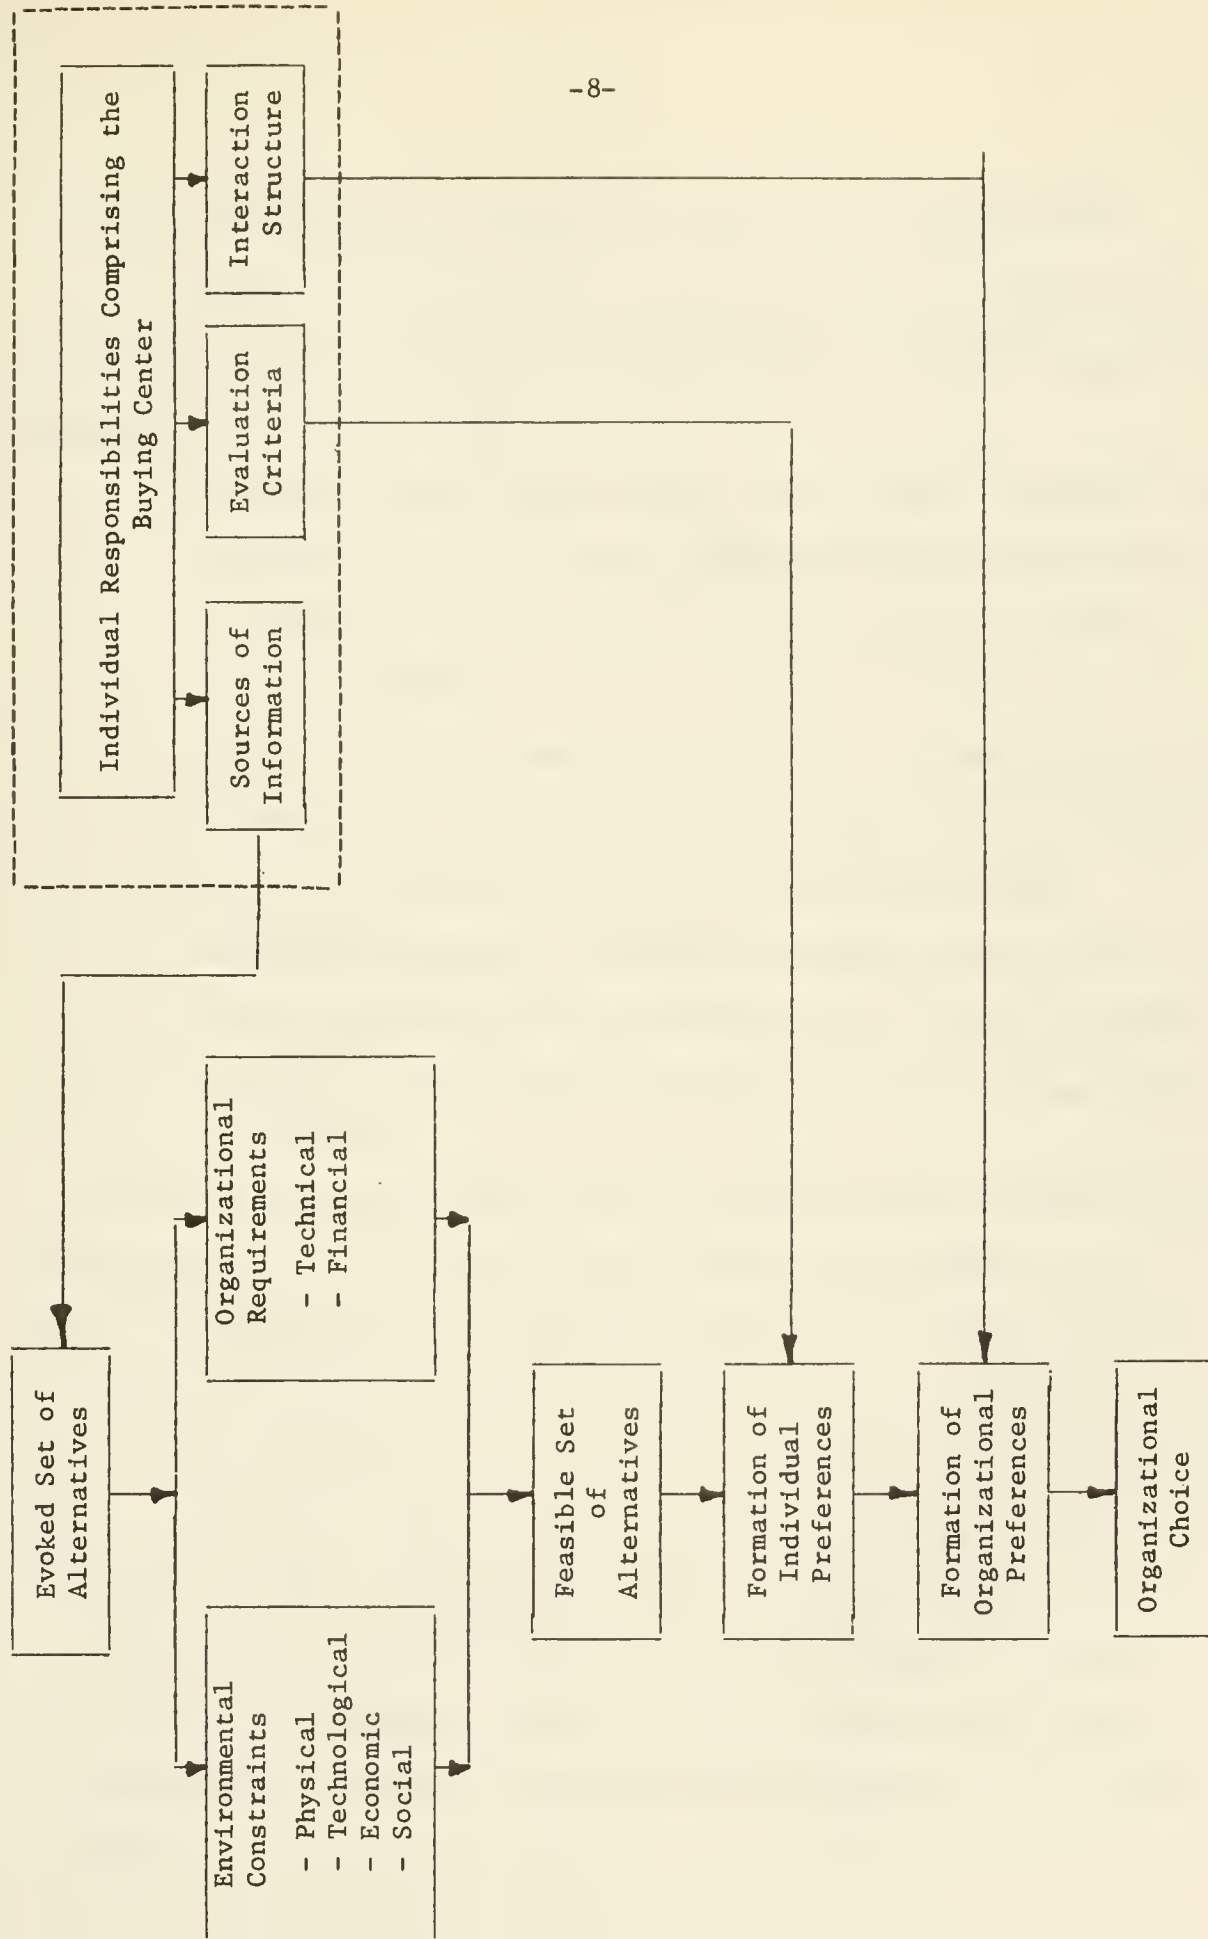 -8-
Evoked Set of
Alternatives
Environmental
Constraints
- Physical
- Technological
- Economic
- Social
Organizational
Requirements
- Technical
- Financial
Feasible Set
of
Alternatives
Formation of
Individual
Preferences
Formation of
Organizational
Preferences
Organizational
Choice
Individual Responsibilities Comprising the
Buying Center
Sources of
Information
Evaluation
Criteria
Interaction
Structure